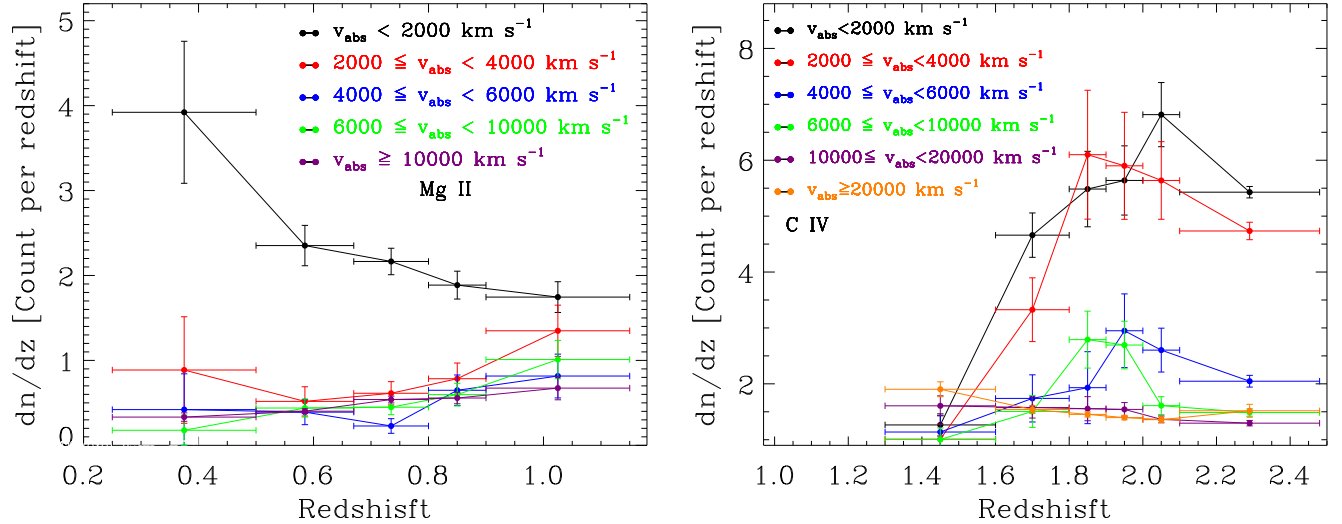 v_abs < 2000 km s^−1
2000 ≦ v_abs < 4000 km s^−1
4000 ≦ v_abs < 6000 km s^−1
6000 ≦ v_abs < 10000 km s^−1
v_abs ≧ 10000 km s^−1
Mg II
dn/dz [Count per redshift]
5
4
3
2
1
0
0.2
0.4
0.6
0.8
1.0
Redshisft
v_abs<2000 km s^−1
2000 ≦ v_abs<4000 km s^−1
4000 ≦ v_abs<6000 km s^−1
6000 ≦ v_abs<10000 km s^−1
10000≦ v_abs<20000 km s^−1
v_abs≧20000 km s^−1
C IV
dn/dz [Count per redshift]
8
6
4
2
1.0
1.2
1.4
1.6
1.8
2.0
2.2
2.4
Redshisft